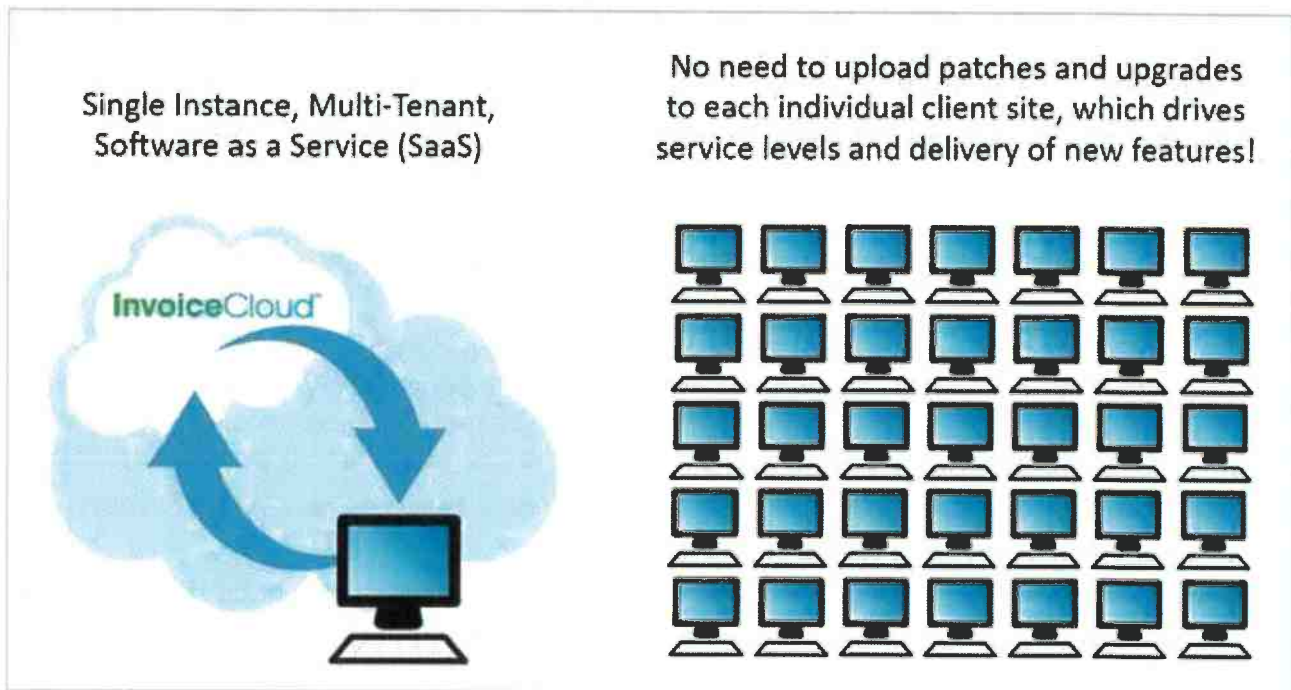 Single Instance, Multi-Tenant,
Software as a Service (SaaS)
No need to upload patches and upgrades
to each individual client site, which drives
service levels and delivery of new features!
InvoiceCloud™